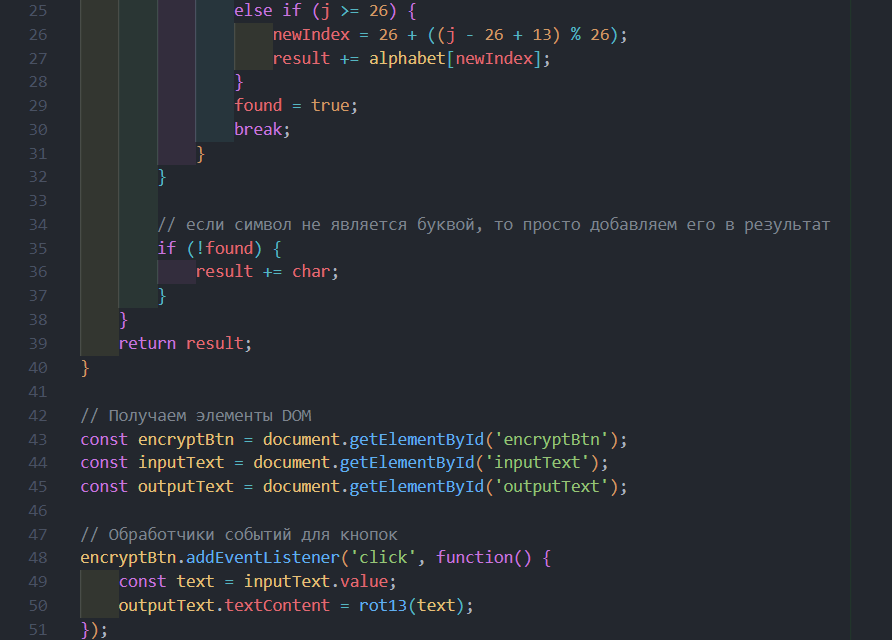 25 else if (j >= 26) {
26 newIndex = 26 + ((j - 26 + 13) % 26);
27 result += alphabet[newIndex];
28 }
29 found = true;
30 break;
31 }
32 }
33
34 // если символ не является буквой, то просто добавляем его в результат
35 if (!found) {
36 result += char;
37 }
38 }
39 return result;
40 }
41
42 // Получаем элементы DOM
43 const encryptBtn = document.getElementById('encryptBtn');
44 const inputText = document.getElementById('inputText');
45 const outputText = document.getElementById('outputText');
46
47 // Обработчики событий для кнопок
48 encryptBtn.addEventListener('click', function() {
49 const text = inputText.value;
50 outputText.textContent = rot13(text);
51 });